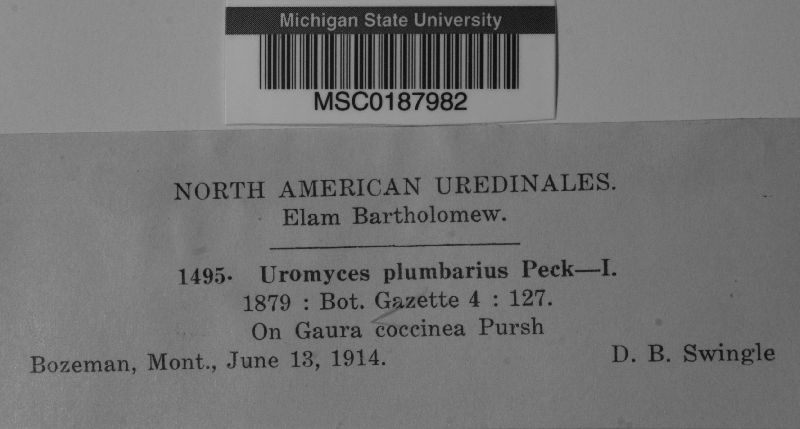 Michigan State University
MSC0187982
NORTH AMERICAN UREDINALES.
Elam Bartholomew.
1495. Uromyces plumbarius Peck—I.
1879 : Bot. Gazette 4 : 127.
On Gaura coccinea Pursh
Bozeman, Mont., June 13, 1914. D. B. Swingle